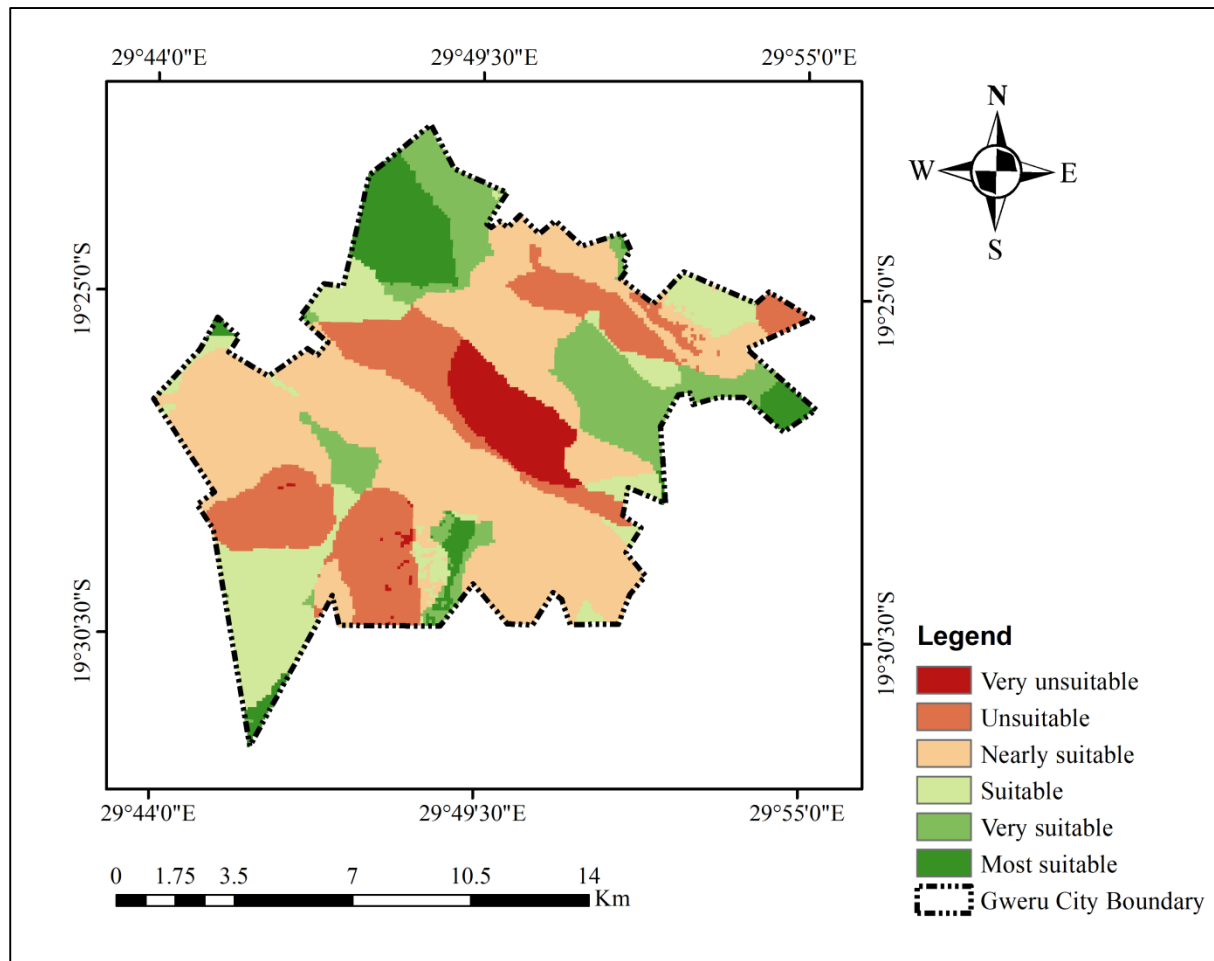 29°44'0"E 29°49'30"E 29°55'0"E
N
W E
S
19°25'0"S 19°25'0"S
19°30'30"S 19°30'30"S
29°44'0"E 29°49'30"E 29°55'0"E
Legend
Very unsuitable
Unsuitable
Nearly suitable
Suitable
Very suitable
Most suitable
Gweru City Boundary
0 1.75 3.5 7 10.5 14
Km